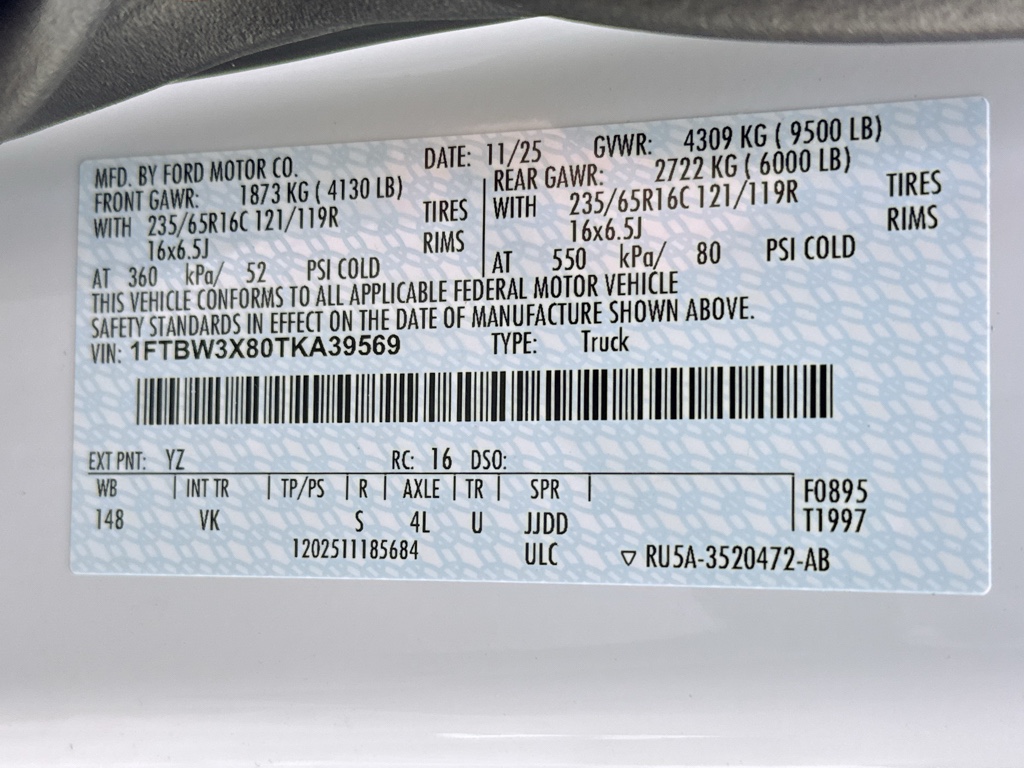 MFD. BY FORD MOTOR CO. DATE: 11/25 GVWR: 4309 KG ( 9500 LB)
FRONT GAWR: 1873 KG ( 4130 LB) REAR GAWR: 2722 KG ( 6000 LB)
WITH 235/65R16C 121/119R TIRES WITH 235/65R16C 121/119R TIRES
16x6.5J RIMS 16x6.5J RIMS
AT 360 kPa/ 52 PSI COLD AT 550 kPa/ 80 PSI COLD
THIS VEHICLE CONFORMS TO ALL APPLICABLE FEDERAL MOTOR VEHICLE
SAFETY STANDARDS IN EFFECT ON THE DATE OF MANUFACTURE SHOWN ABOVE.
VIN: 1FTBW3X80TKA39569 TYPE: Truck
EXT PNT: YZ RC: 16 DSO:
WB INT TR TP/PS R AXLE TR SPR F0895
148 VK S 4L U JJDD T1997
1202511185684 ULC RU5A-3520472-AB